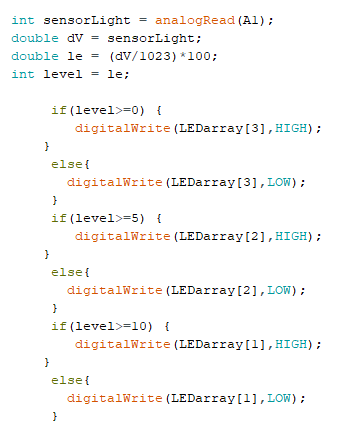 int sensorLight = analogRead(A1);
double dV = sensorLight;
double le = (dV/1023)*100;
int level = le;
if(level>=0) {
digitalWrite(LEDarray[3],HIGH);
}
else{
digitalWrite(LEDarray[3],LOW);
}
if(level>=5) {
digitalWrite(LEDarray[2],HIGH);
}
else{
digitalWrite(LEDarray[2],LOW);
}
if(level>=10) {
digitalWrite(LEDarray[1],HIGH);
}
else{
digitalWrite(LEDarray[1],LOW);
}